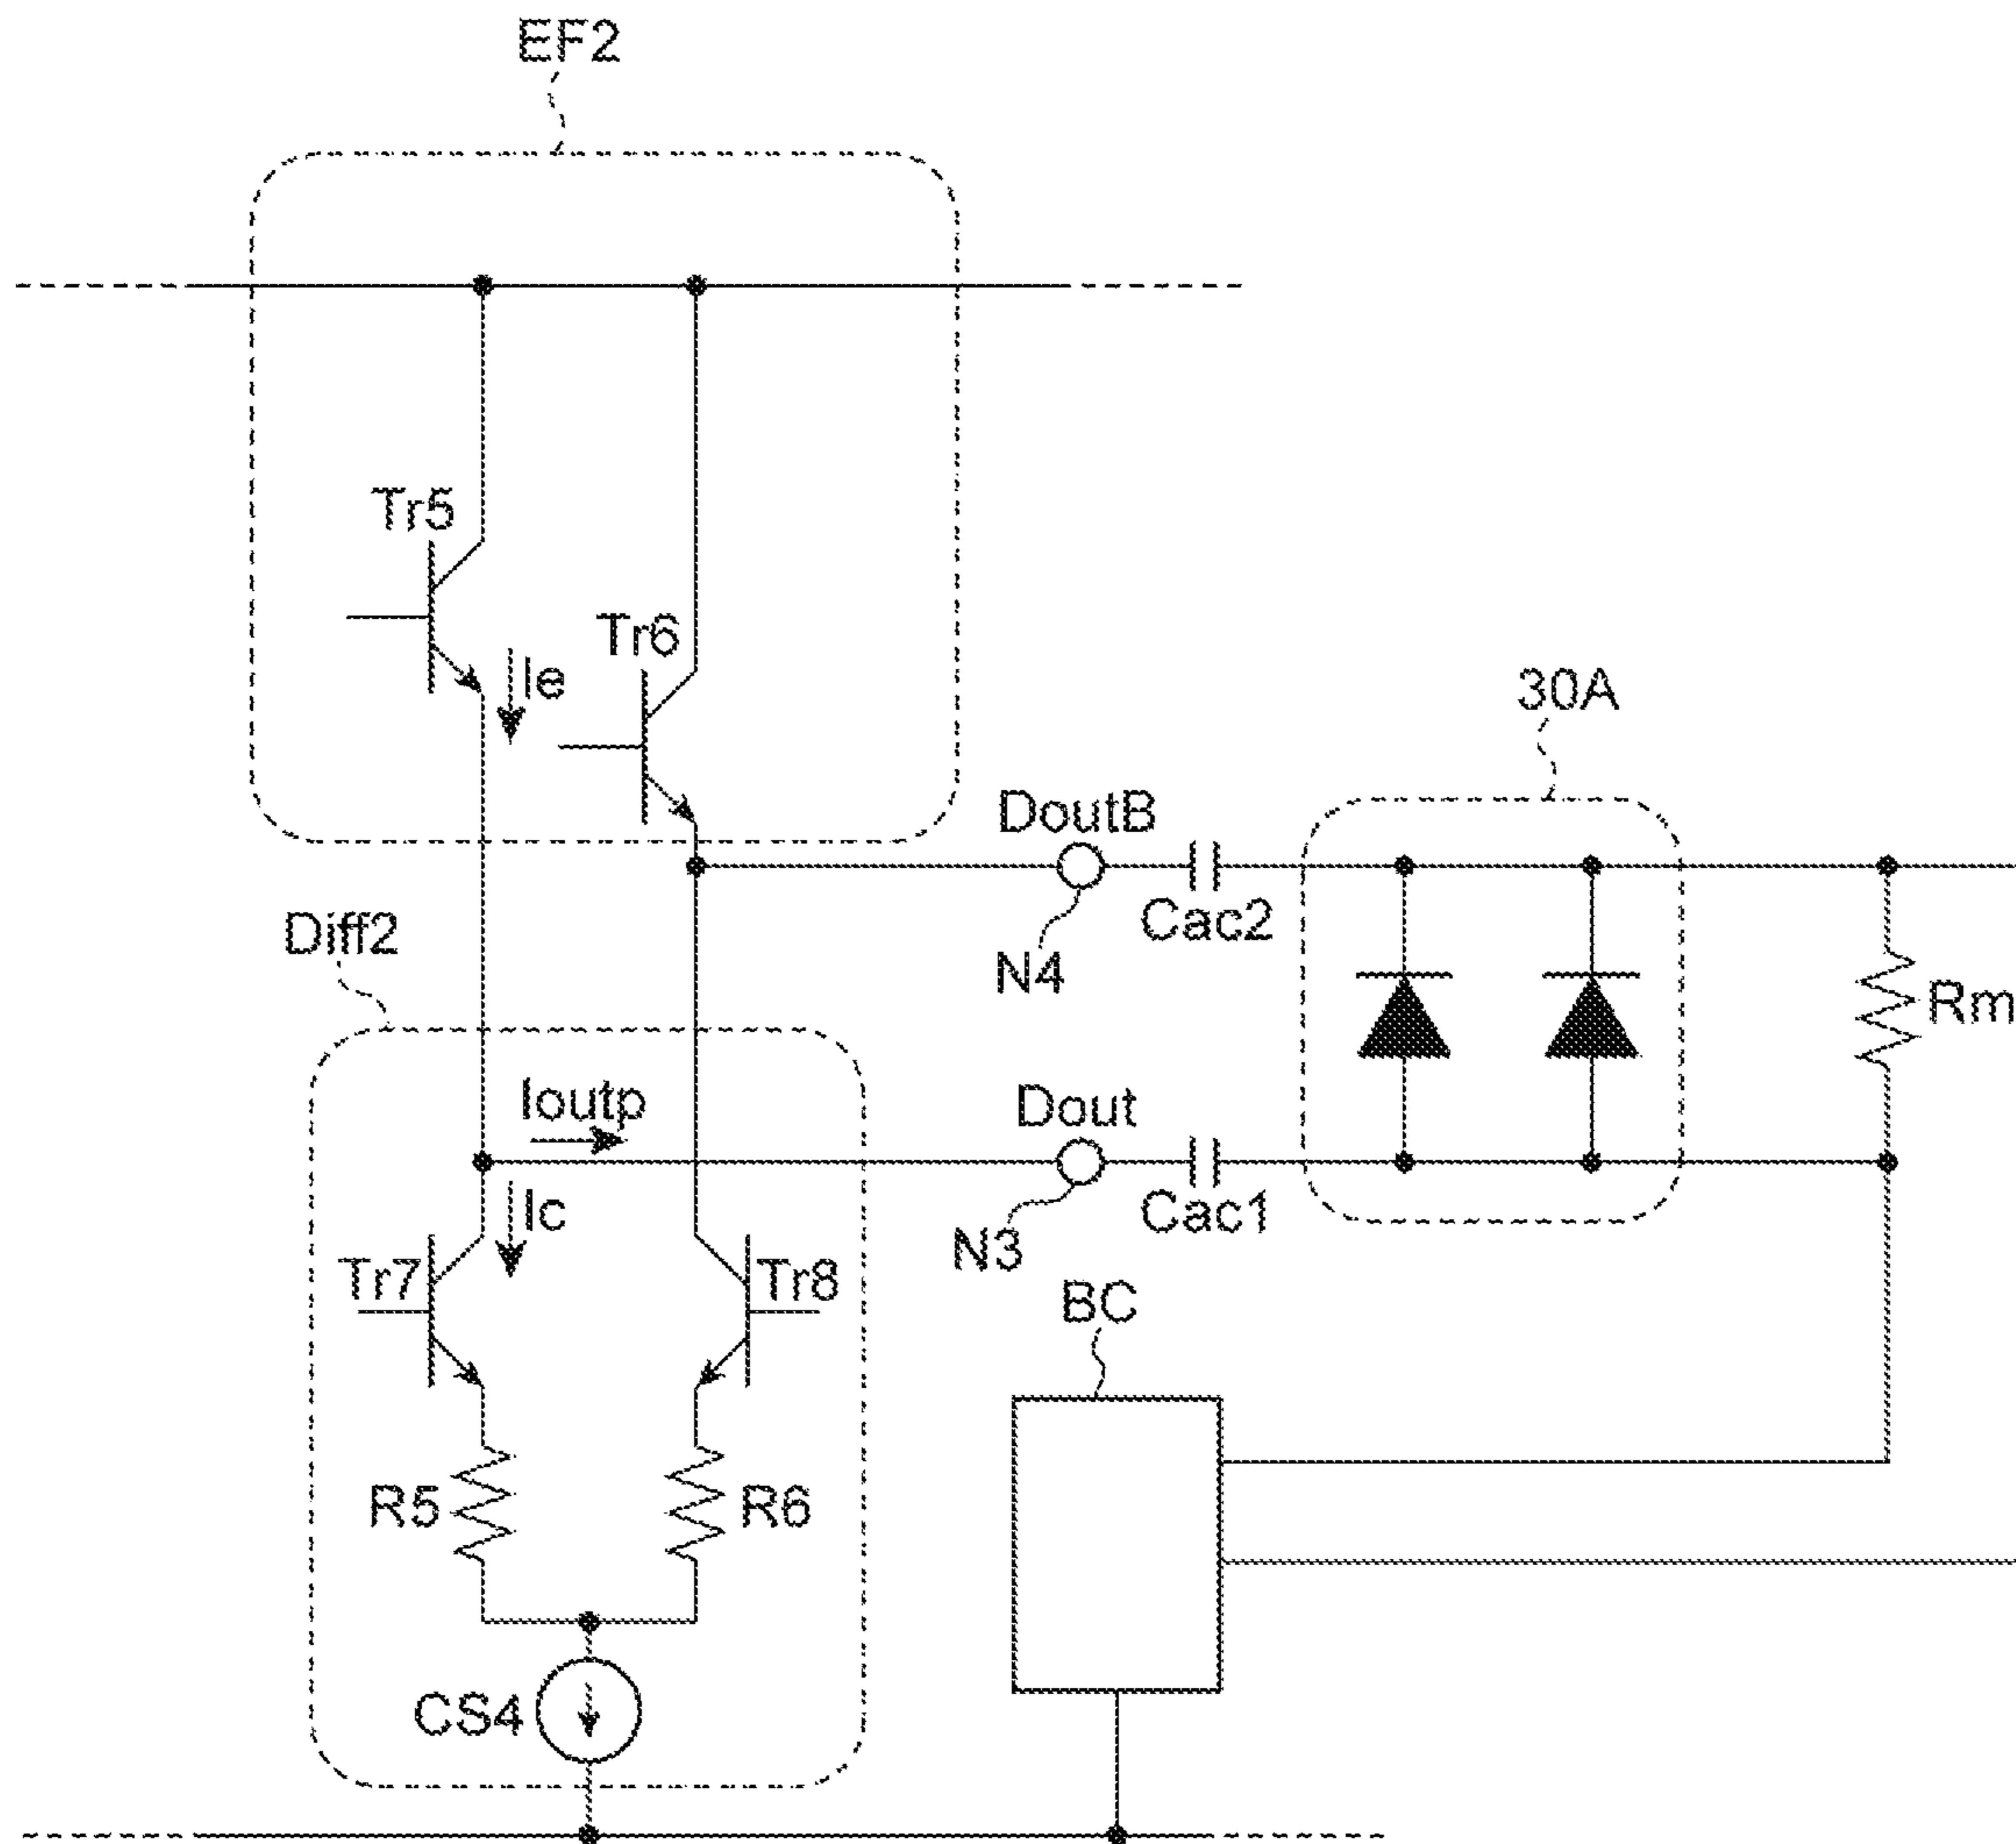 EF2
Tr5
Ie
Tr6
30A
DoutB
Cac2
N4
Diff2
Rm
Ioutp
Dout
Cac1
N3
Ic
Tr7
Tr8
BC
R5
R6
CS4